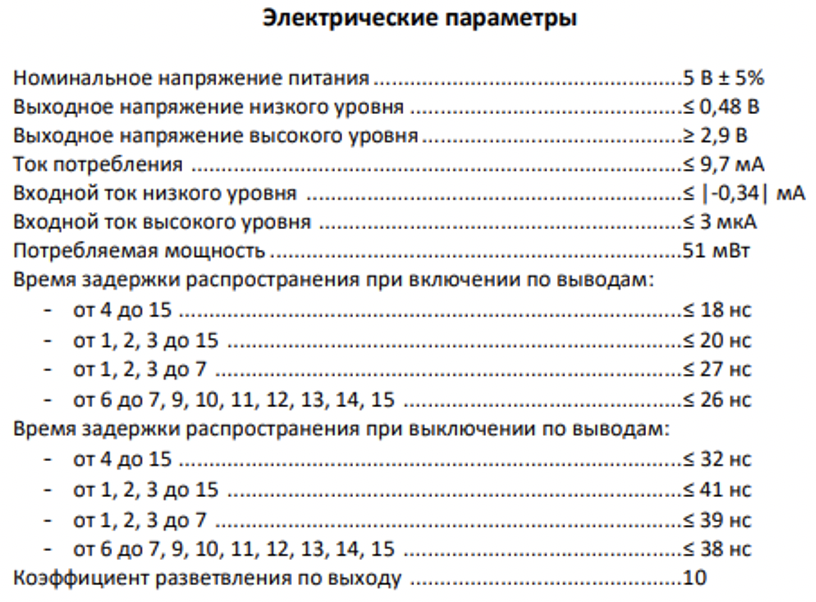 Электрические параметры
Номинальное напряжение питания ........................................................5 В ± 5%
Выходное напряжение низкого уровня ..............................................≤ 0,48 В
Выходное напряжение высокого уровня............................................≥ 2,9 В
Ток потребления ...................................................................................≤ 9,7 мА
Входной ток низкого уровня ................................................................≤ |-0,34| мА
Входной ток высокого уровня .............................................................≤ 3 мкА
Потребляемая мощность .....................................................................51 мВт
Время задержки распространения при включении по выводам:
- от 4 до 15 ....................................................................................≤ 18 нс
- от 1, 2, 3 до 15 ............................................................................≤ 20 нс
- от 1, 2, 3 до 7 ..............................................................................≤ 27 нс
- от 6 до 7, 9, 10, 11, 12, 13, 14, 15 ...............................................≤ 26 нс
Время задержки распространения при выключении по выводам:
- от 4 до 15 ....................................................................................≤ 32 нс
- от 1, 2, 3 до 15 ............................................................................≤ 41 нс
- от 1, 2, 3 до 7 ..............................................................................≤ 39 нс
- от 6 до 7, 9, 10, 11, 12, 13, 14, 15 ...............................................≤ 38 нс
Коэффициент разветвления по выходу ..............................................10